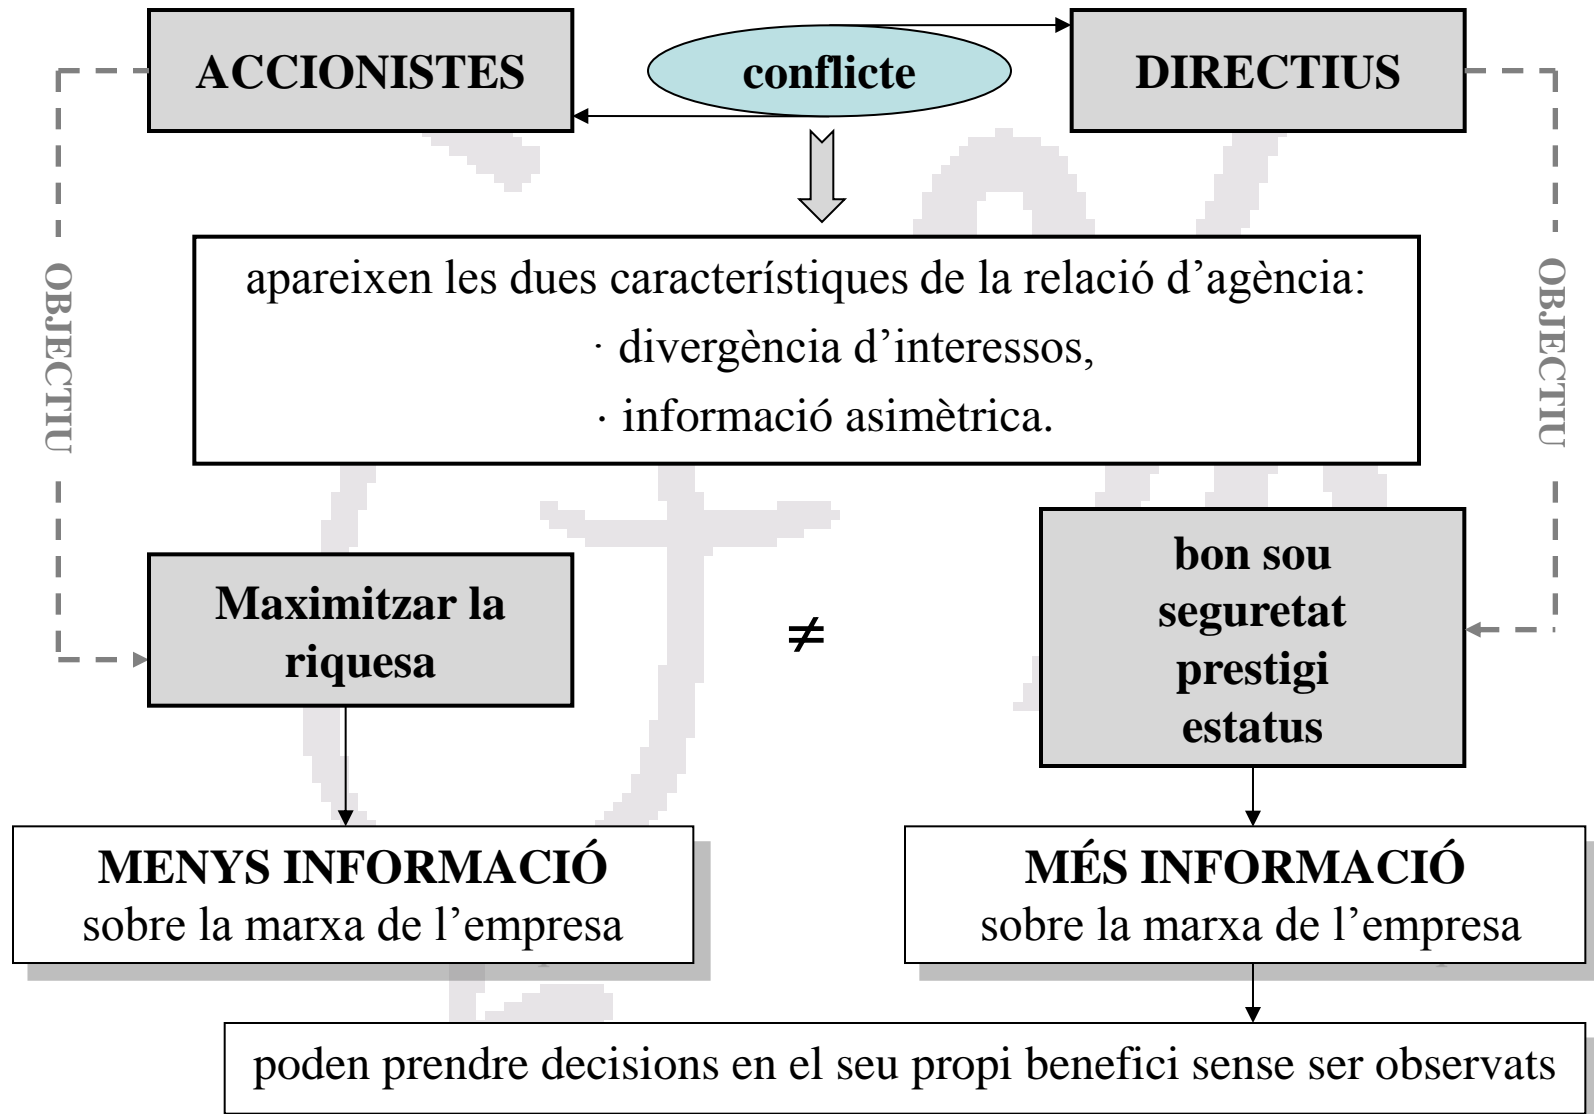 ACCIONISTES
conflicte
DIRECTIUS
apareixen les dues característiques de la relació d’agència:
· divergència d’interessos,
· informació asimètrica.
OBJECTIU
OBJECTIU
Maximitzar la
riquesa
≠
bon sou
seguretat
prestigi
estatus
MENYS INFORMACIÓ
sobre la marxa de l’empresa
MÉS INFORMACIÓ
sobre la marxa de l’empresa
poden prendre decisions en el seu propi benefici sense ser observats